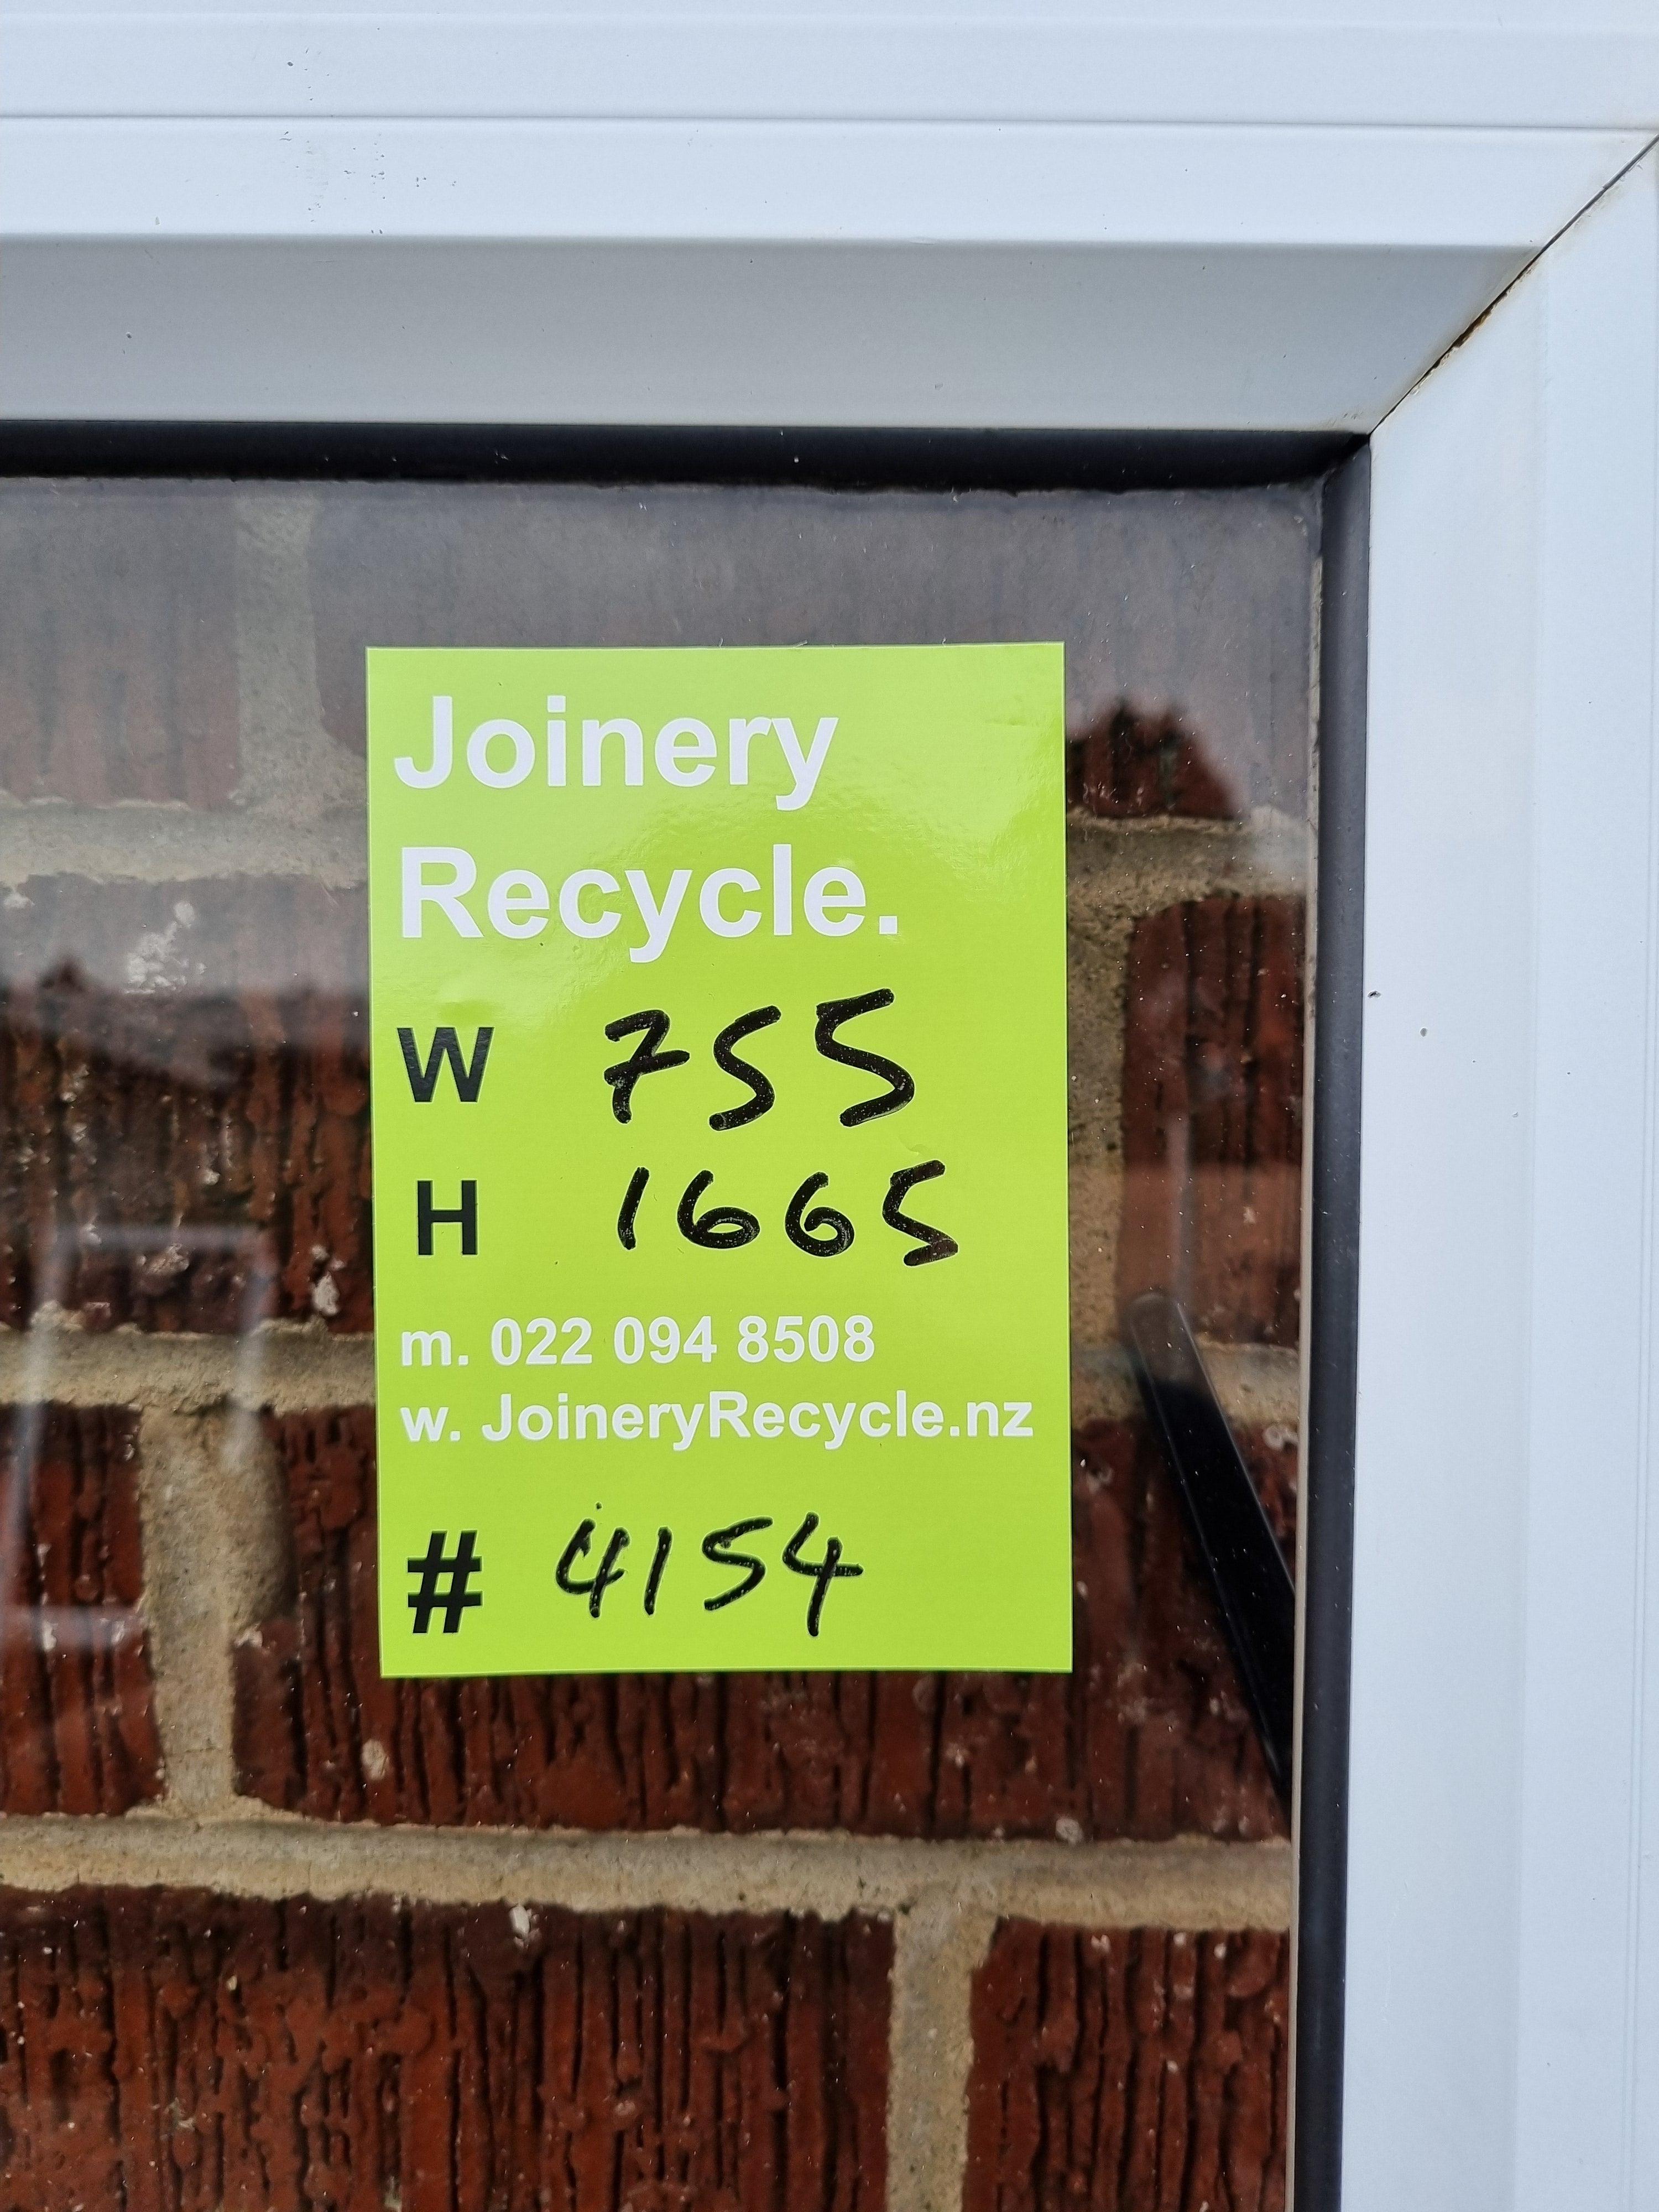 Joinery
Recycle.
W 755
H 1665
m. 022 094 8508
w. JoineryRecycle.nz
# 4154